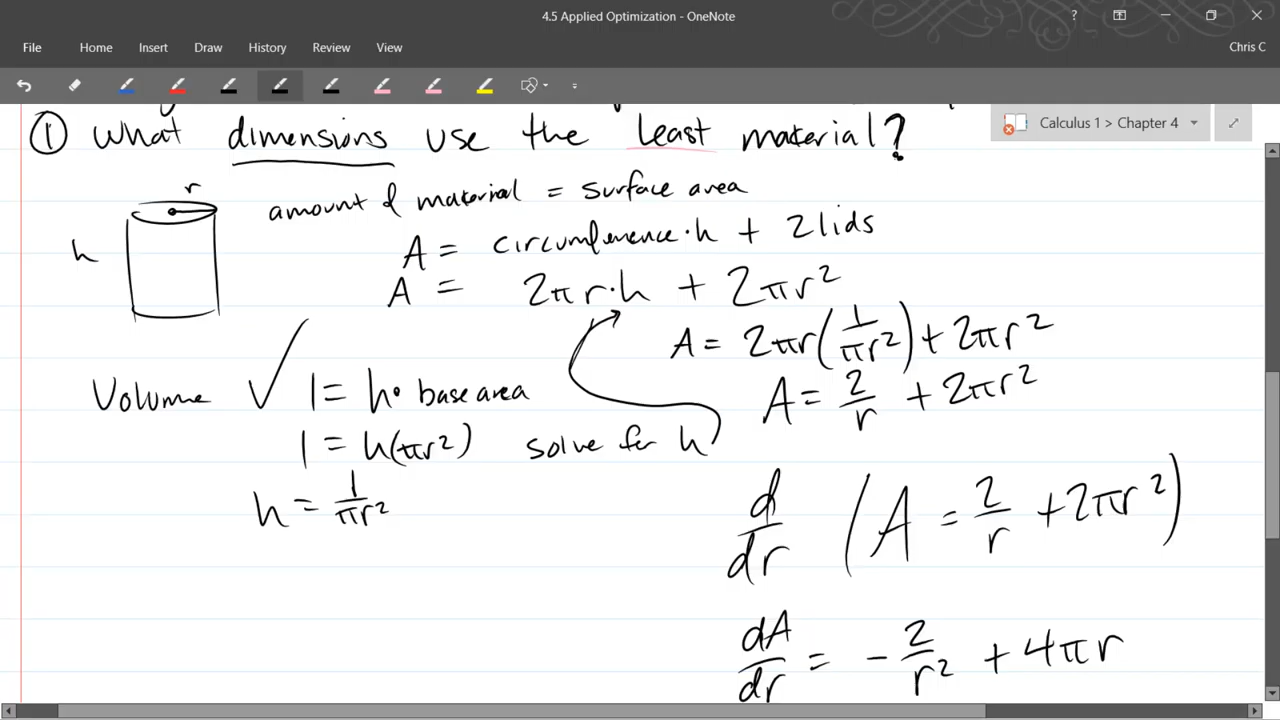 4.5 Applied Optimization - OneNote
?
File Home Insert Draw History Review View
Chris C
Calculus 1 > Chapter 4
① What dimensions use the least material?
r
h
amount of material = surface area
A = circumference·h + 2 lids
A = 2πr·h + 2πr²
A = 2πr(1/πr²) + 2πr²
A = 2/r + 2πr²
Volume ✓ 1 = h• base area
1 = h(πr²) solve for h
h = 1/πr²
d/dr (A = 2/r + 2πr²)
dA/dr = -2/r² + 4πr